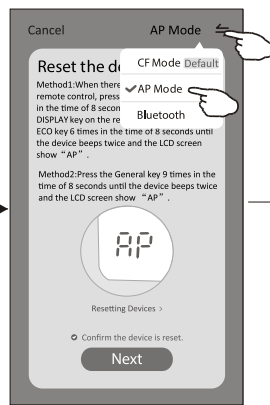 Cancel AP Mode
Reset the de
CF Mode Default
AP Mode
Bluetooth
Method1:When there
remote control, press
in the time of 8 secon
DISPLAY key on the re
ECO key 6 times in the time of 8 seconds until
the device beeps twice and the LCD screen
show “AP”.
Method2:Press the General key 9 times in the
time of 8 seconds until the device beeps twice
and the LCD screen show “AP”.
AP
Resetting Devices >
Confirm the device is reset.
Next